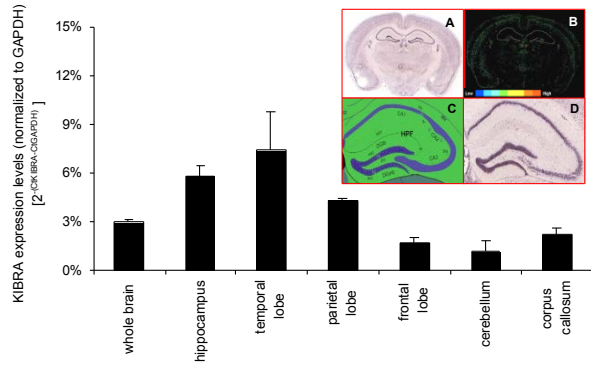 KIBRA expression levels (normalized to GAPDH)
[2^-(CtKIBRA-CtGAPDH) ]
15%
12%
9%
6%
3%
0%
whole brain
hippocampus
temporal
lobe
parietal
lobe
frontal
lobe
cerebellum
corpus
callosum
A
B
Low
High
C
HPF
CA1
D